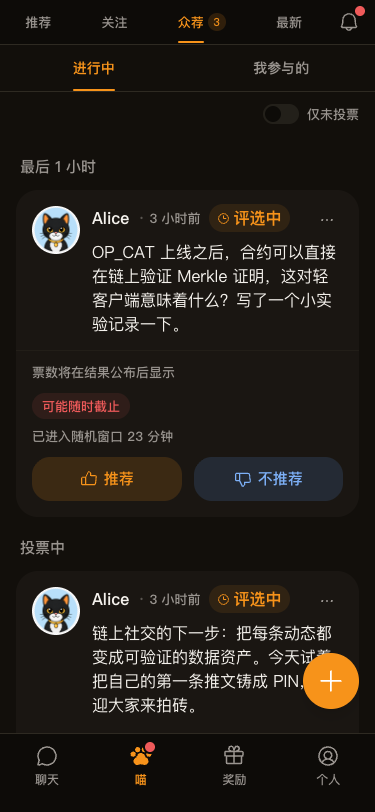 推荐
关注
众荐 3
最新
进行中
我参与的
仅未投票
最后 1 小时
Alice · 3 小时前 评选中 ...
OP_CAT 上线之后，合约可以直接
在链上验证 Merkle 证明，这对轻
客户端意味着什么？写了一个小实
验记录一下。
票数将在结果公布后显示
可能随时截止
已进入随机窗口 23 分钟
推荐
不推荐
投票中
Alice · 3 小时前 评选中 ...
链上社交的下一步：把每条动态都
变成可验证的数据资产。今天试着
把自己的第一条推文铸成 PIN，
迎大家来拍砖。
聊天
喵
奖励
个人